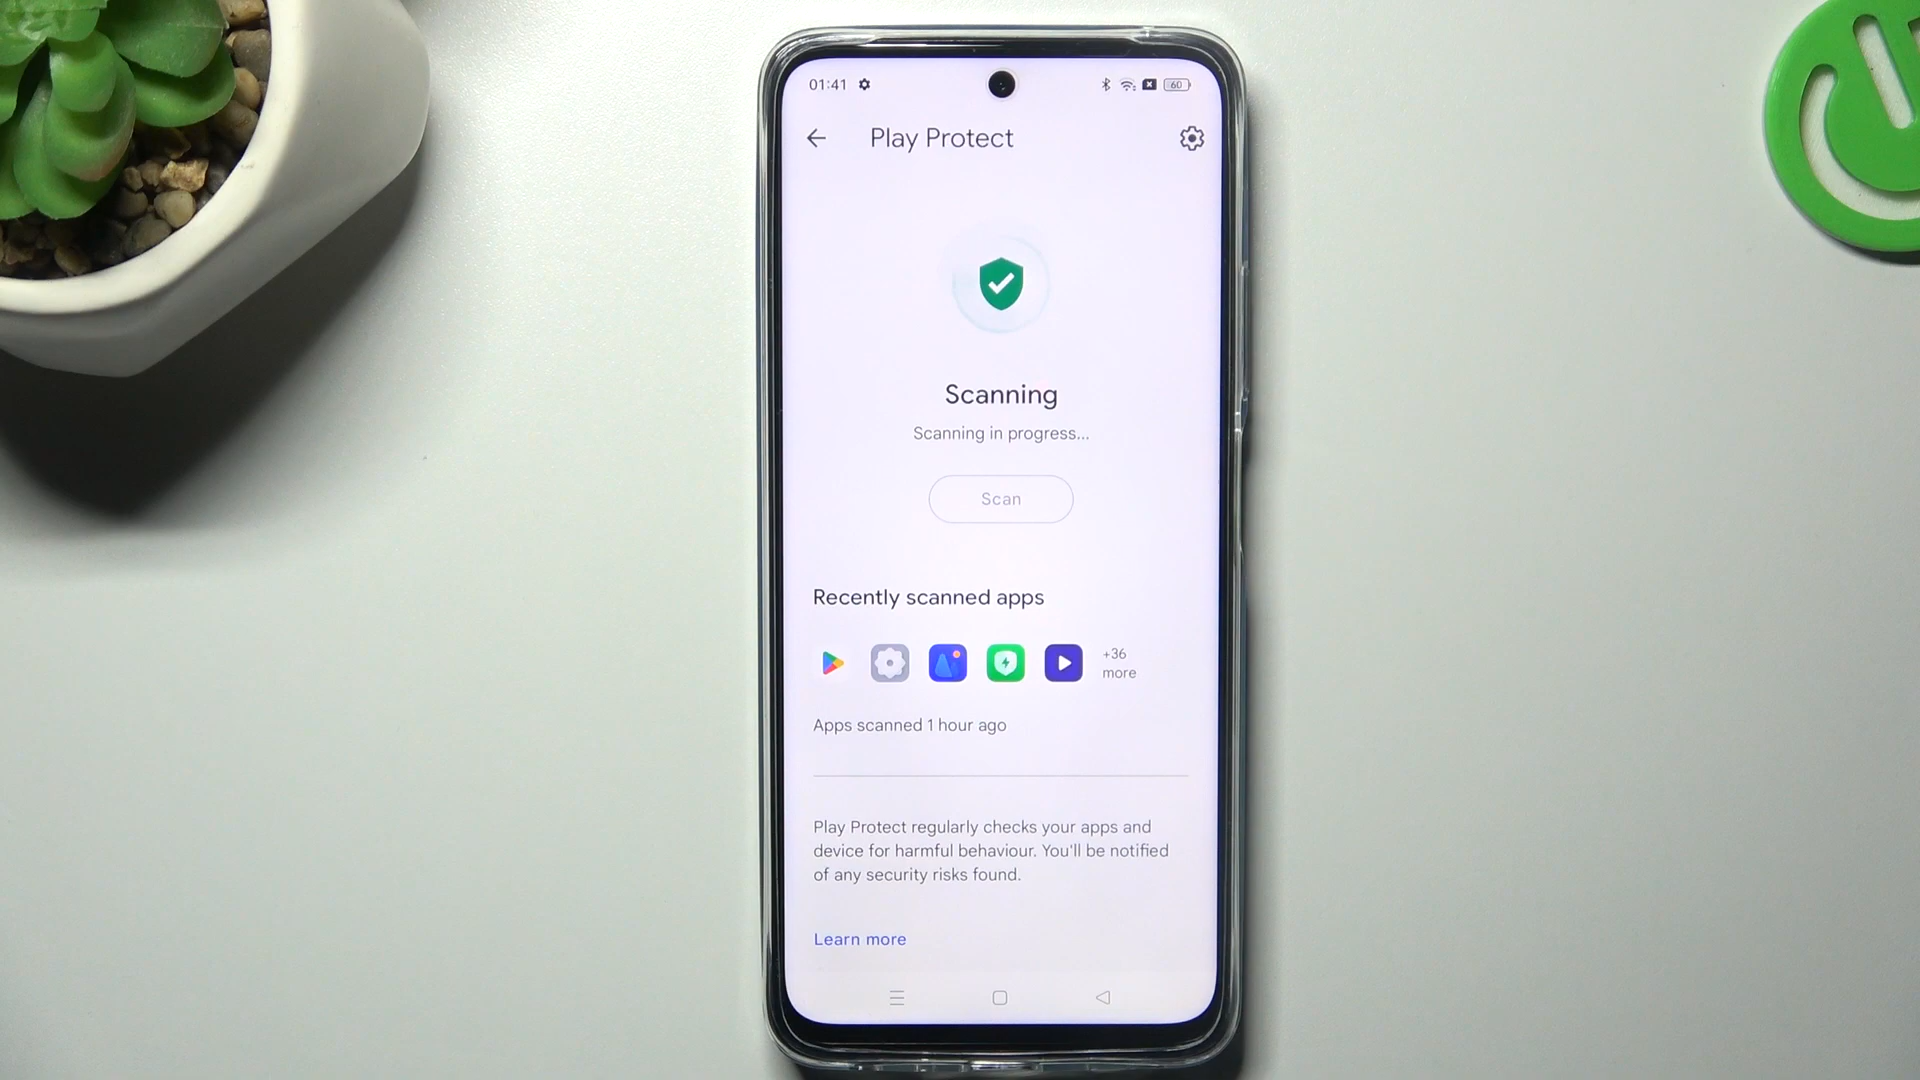 01:41
60
Play Protect
Scanning
Scanning in progress...
Scan
Recently scanned apps
+36
more
Apps scanned 1 hour ago
Play Protect regularly checks your apps and
device for harmful behaviour. You'll be notified
of any security risks found.
Learn more